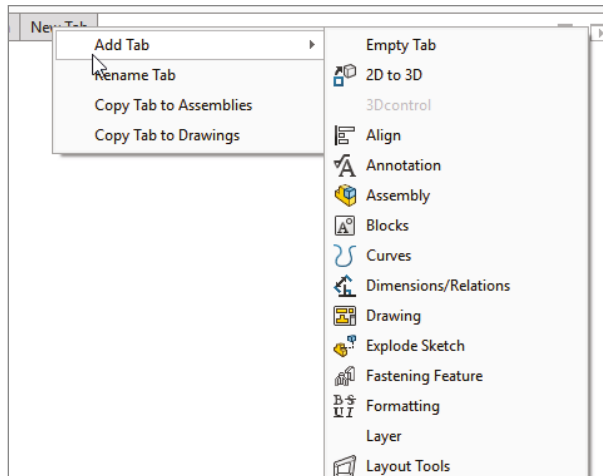 New Tab
Add Tab
Rename Tab
Copy Tab to Assemblies
Copy Tab to Drawings
Empty Tab
2D to 3D
3Dcontrol
Align
Annotation
Assembly
Blocks
Curves
Dimensions/Relations
Drawing
Explode Sketch
Fastening Feature
Formatting
Layer
Layout Tools